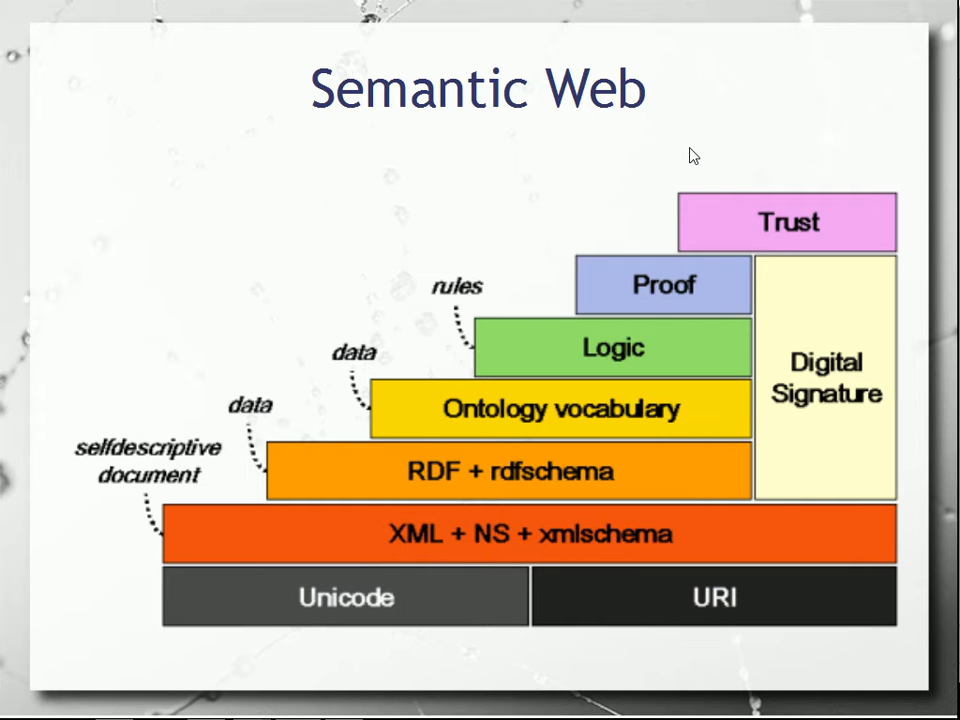 Semantic Web
Trust
Proof
rules
Logic
Digital
Signature
data
Ontology vocabulary
data
RDF + rdfschema
selfdescriptive
document
XML + NS + xmlschema
Unicode
URI